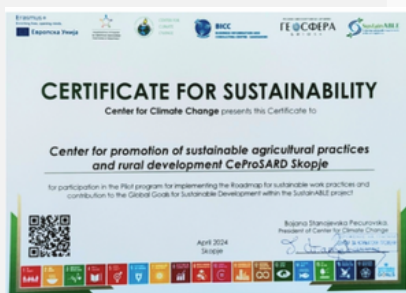 Erasmus+
Европска Унија
BICC
ГЕОСФЕРА
SustainABLE
CERTIFICATE FOR SUSTAINABILITY
Center for Climate Change presents this Certificate to
Center for promotion of sustainable agricultural practices
and rural development CeProSARD Skopje
for participation in the Pilot program for implementing the Roadmap for sustainable work practices and
contribution to the Global Goals for Sustainable Development within the SustainABLE project
Bojana Stanojevska Pecurovska,
President of Center for Climate Change
April 2024
Skopje